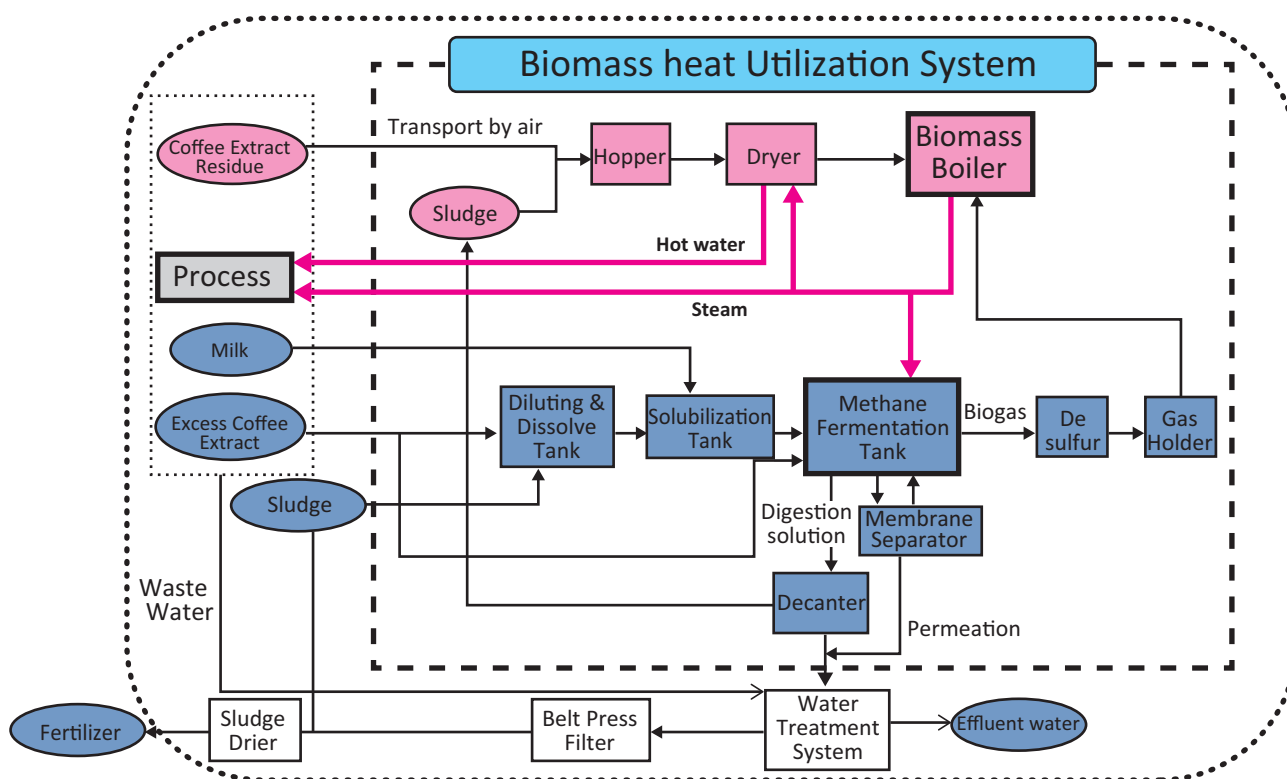 Biomass heat Utilization System
Coffee Extract
Residue
Transport by air
Hopper
Dryer
Biomass
Boiler
Sludge
Hot water
Process
Steam
Milk
Excess Coffee
Extract
Diluting &
Dissolve
Tank
Solubilization
Tank
Methane
Fermentation
Tank
Biogas
De
sulfur
Gas
Holder
Sludge
Digestion
solution
Membrane
Separator
Waste
Water
Decanter
Permeation
Fertilizer
Sludge
Drier
Belt Press
Filter
Water
Treatment
System
Effluent water